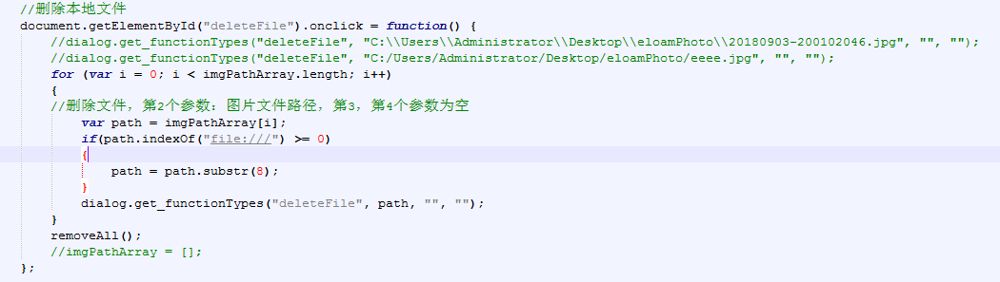 //删除本地文件
document.getElementById("deleteFile").onclick = function() {
//dialog.get_functionTypes("deleteFile", "C:\\Users\\Administrator\\Desktop\\eloamPhoto\\20180903-200102046.jpg", "", "");
//dialog.get_functionTypes("deleteFile", "C:/Users/Administrator/Desktop/eloamPhoto/eeee.jpg", "", "");
for (var i = 0; i < imgPathArray.length; i++)
{
//删除文件，第2个参数：图片文件路径，第3，第4个参数为空
var path = imgPathArray[i];
if(path.indexOf("file:///") >= 0)
{
path = path.substr(8);
}
dialog.get_functionTypes("deleteFile", path, "", "");
}
removeAll();
//imgPathArray = [];
};